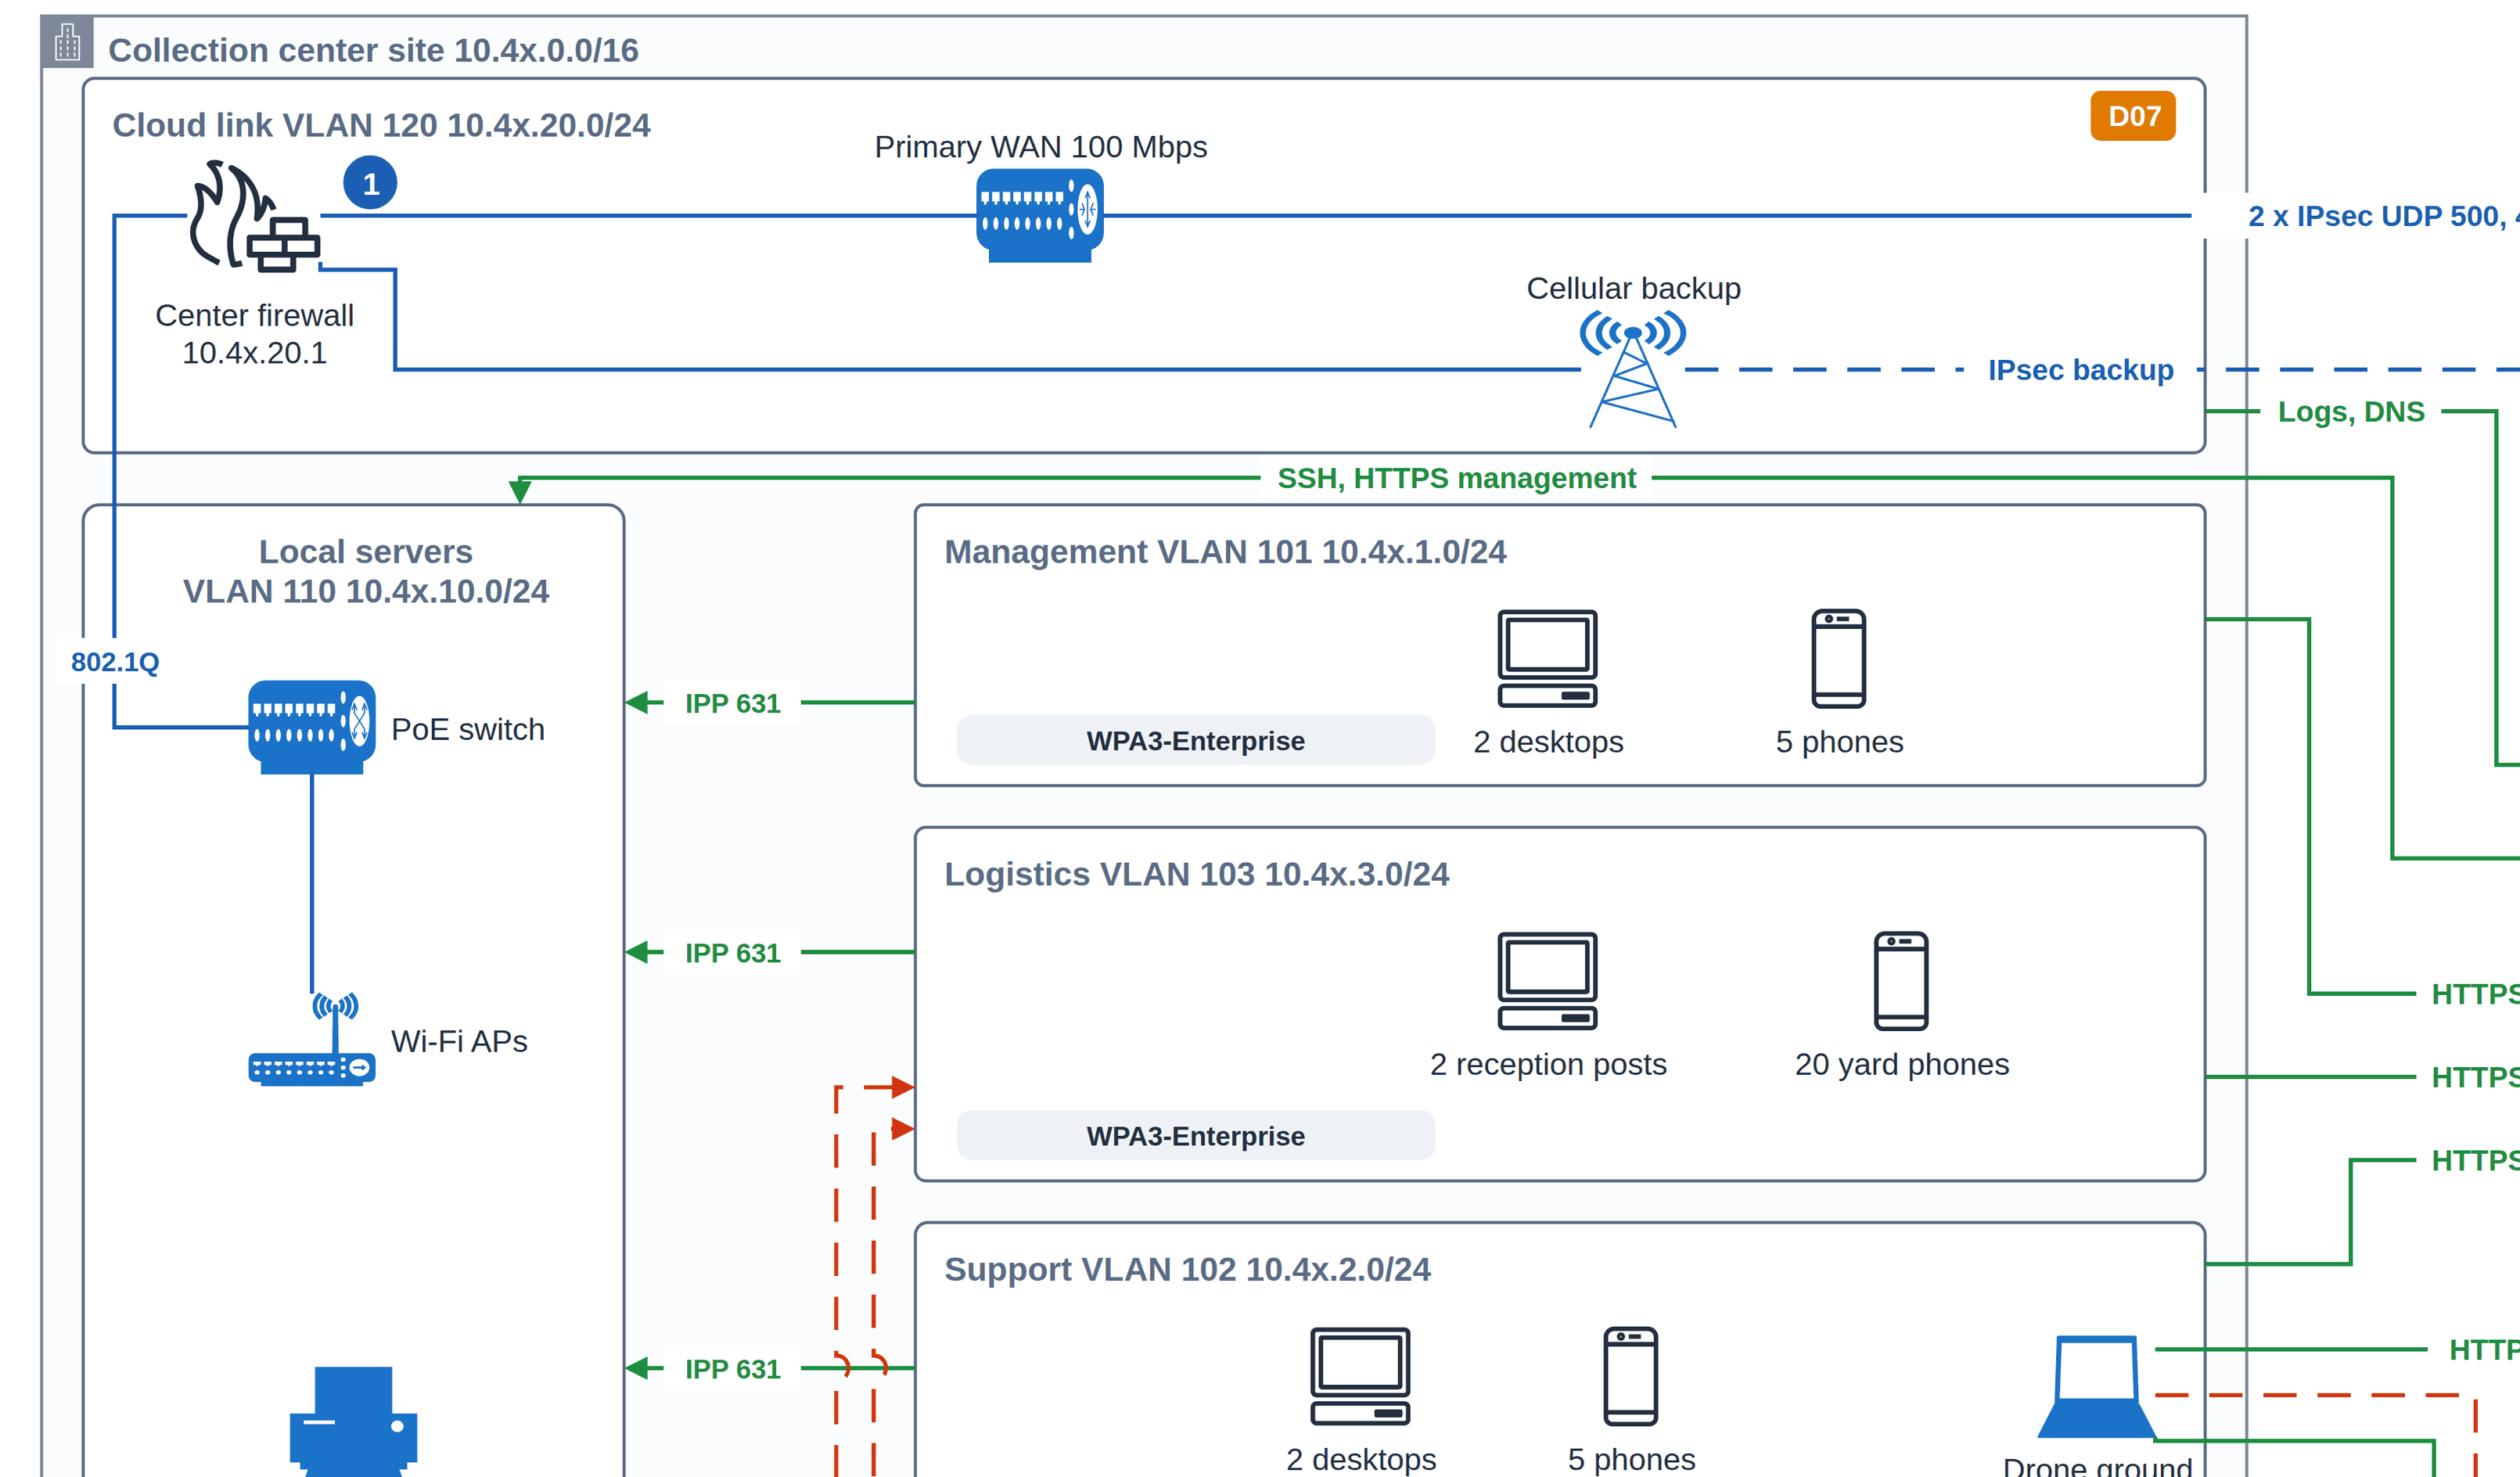 Collection center site 10.4x.0.0/16
Cloud link VLAN 120 10.4x.20.0/24
D07
Primary WAN 100 Mbps
1
2 x IPsec UDP 500,
Center firewall
10.4x.20.1
Cellular backup
IPsec backup
Logs, DNS
SSH, HTTPS management
Local servers
VLAN 110 10.4x.10.0/24
802.1Q
PoE switch
Wi-Fi APs
Management VLAN 101 10.4x.1.0/24
IPP 631
WPA3-Enterprise
2 desktops
5 phones
Logistics VLAN 103 10.4x.3.0/24
IPP 631
HTTPS
2 reception posts
20 yard phones
HTTPS
WPA3-Enterprise
HTTPS
Support VLAN 102 10.4x.2.0/24
IPP 631
HTTP
2 desktops
5 phones
Drone ground